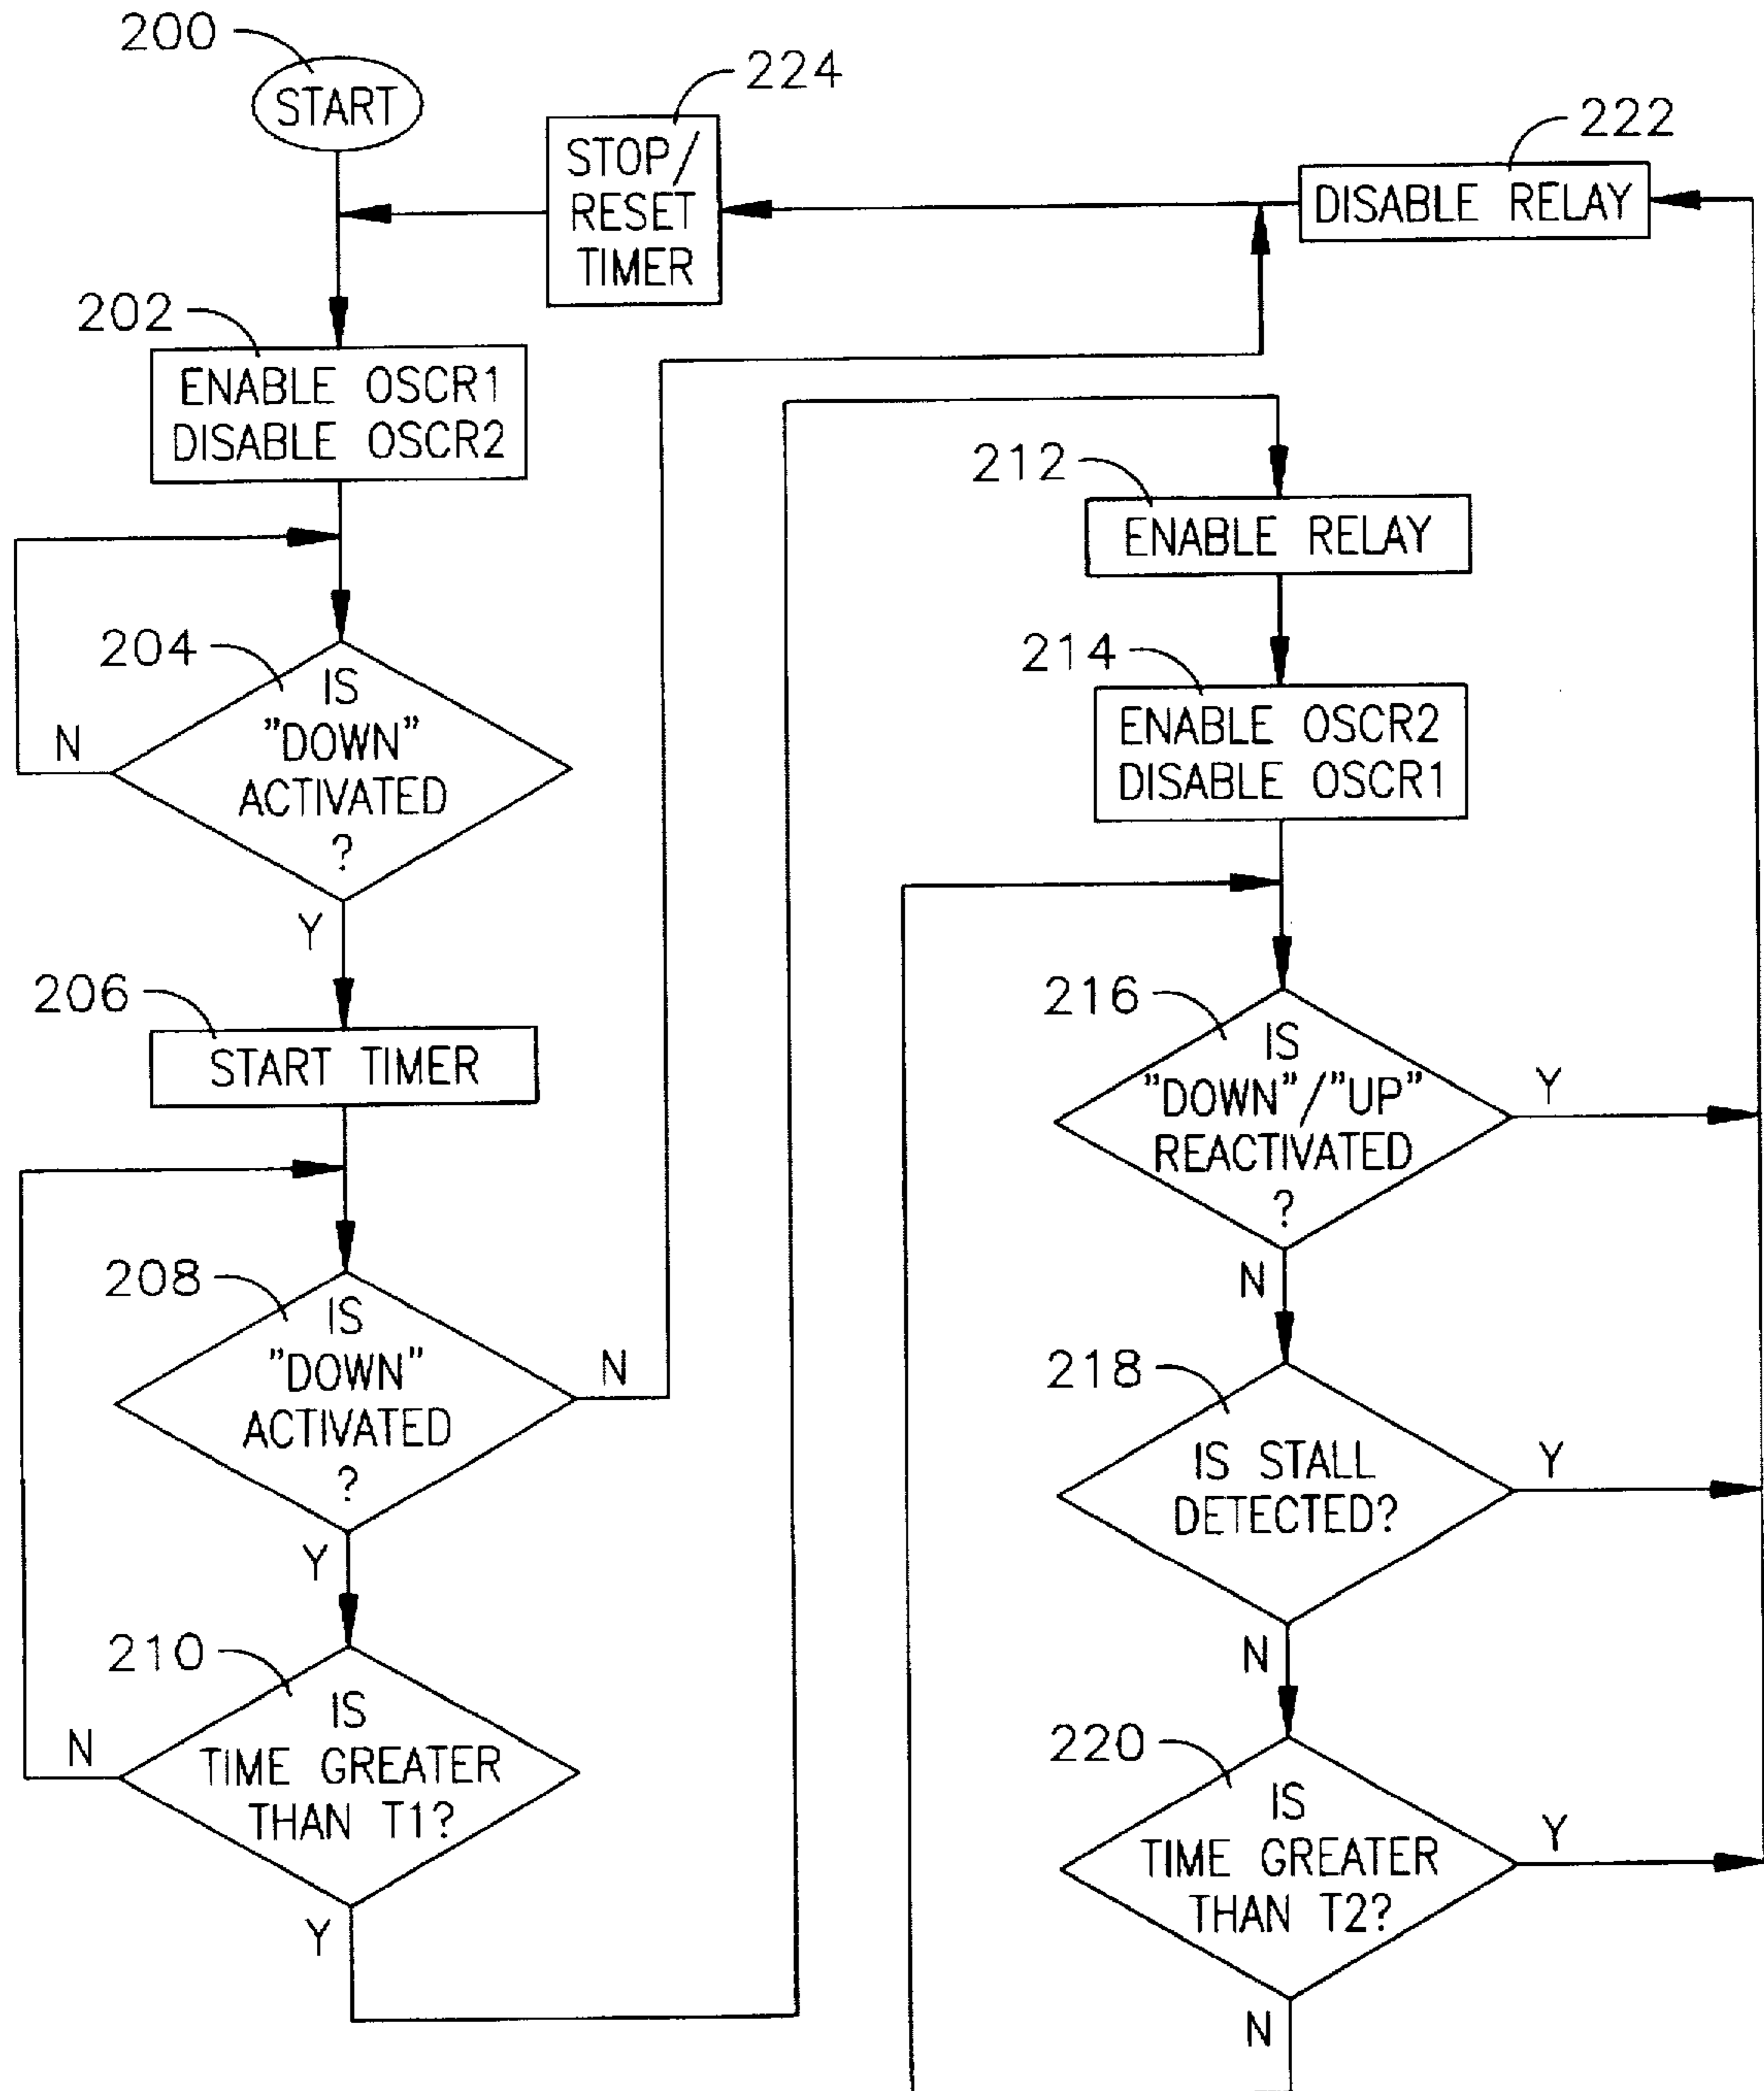 200
START
224
STOP/
RESET
TIMER
222
DISABLE RELAY
202
ENABLE OSCR1
DISABLE OSCR2
204
IS
"DOWN"
ACTIVATED
?
N
Y
206
START TIMER
208
IS
"DOWN"
ACTIVATED
?
N
Y
210
IS
TIME GREATER
THAN T1?
N
Y
212
ENABLE RELAY
214
ENABLE OSCR2
DISABLE OSCR1
216
IS
"DOWN"/"UP"
REACTIVATED
?
Y
N
218
IS STALL
DETECTED?
Y
N
220
IS
TIME GREATER
THAN T2?
Y
N